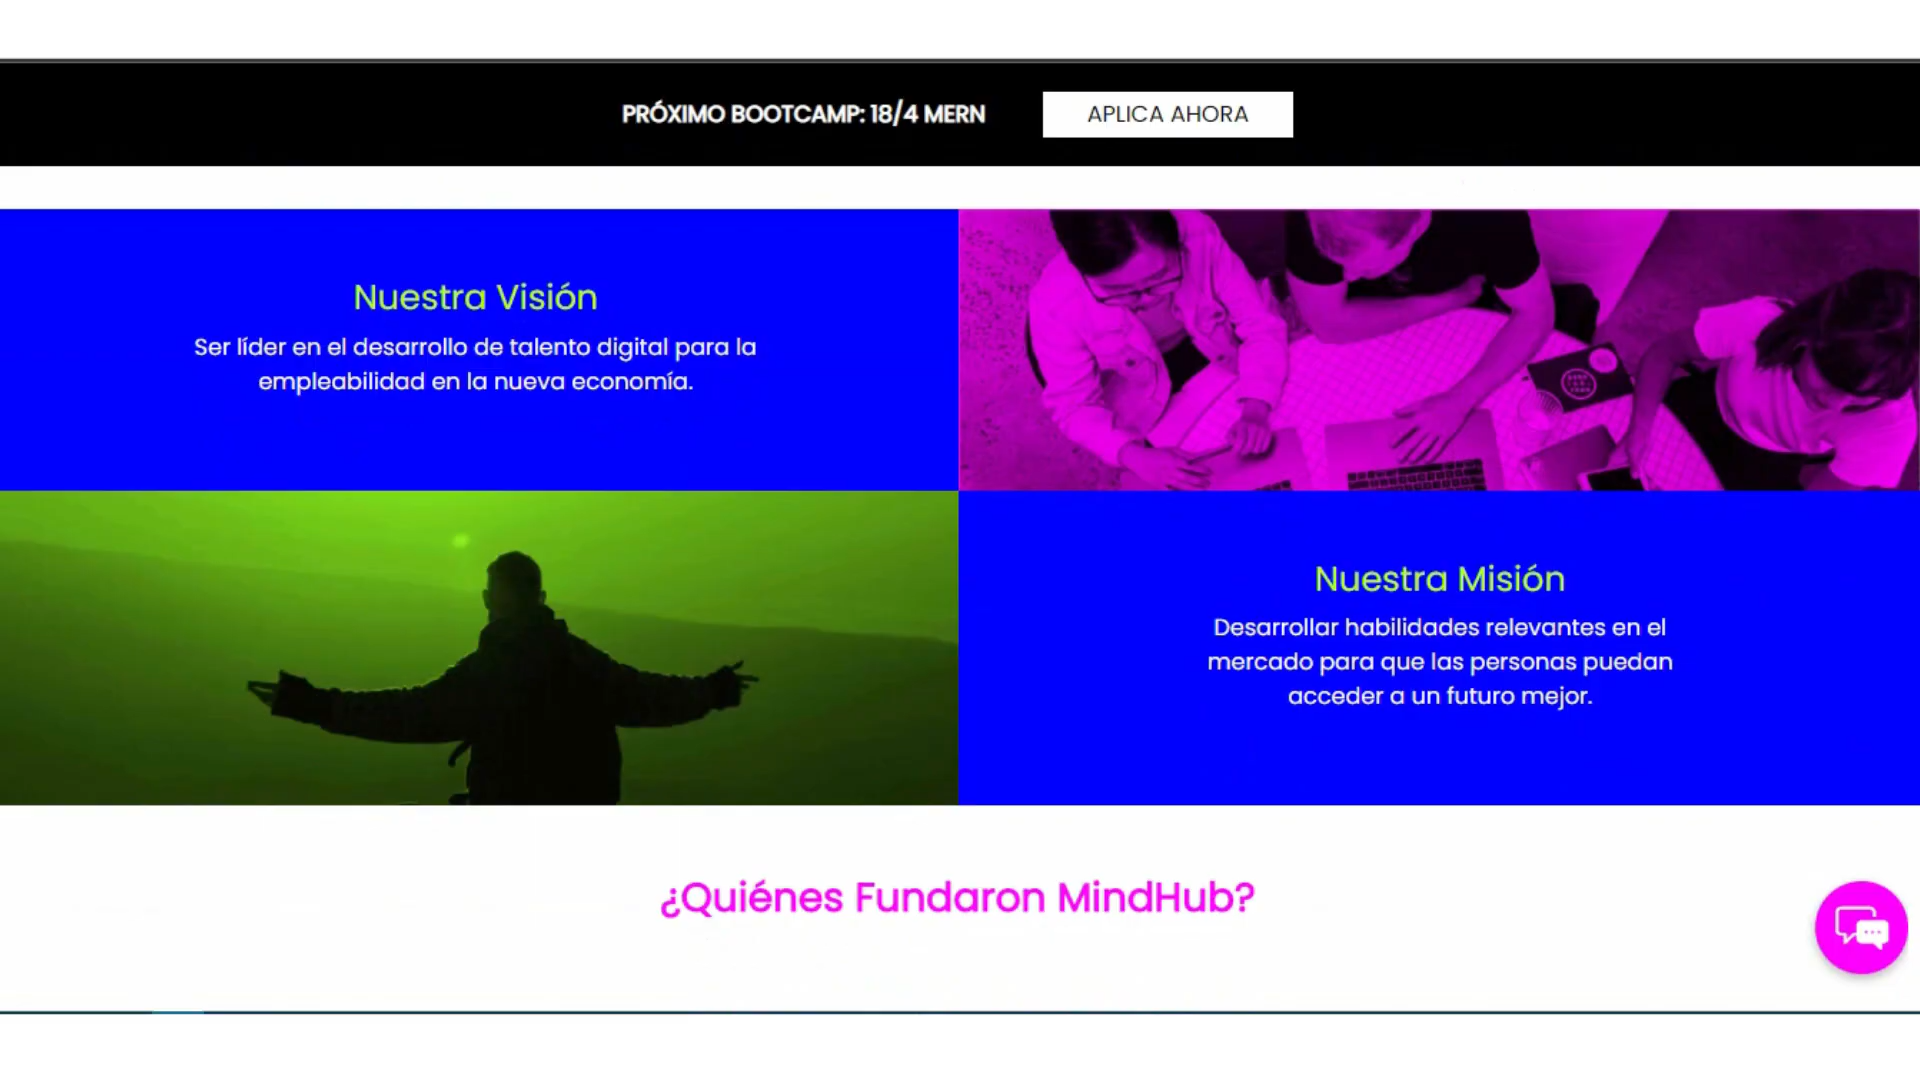 PRÓXIMO BOOTCAMP: 18/4 MERN
APLICA AHORA
Nuestra Visión
Ser líder en el desarrollo de talento digital para la
empleabilidad en la nueva economía.
Nuestra Misión
Desarrollar habilidades relevantes en el
mercado para que las personas puedan
acceder a un futuro mejor.
¿Quiénes Fundaron MindHub?